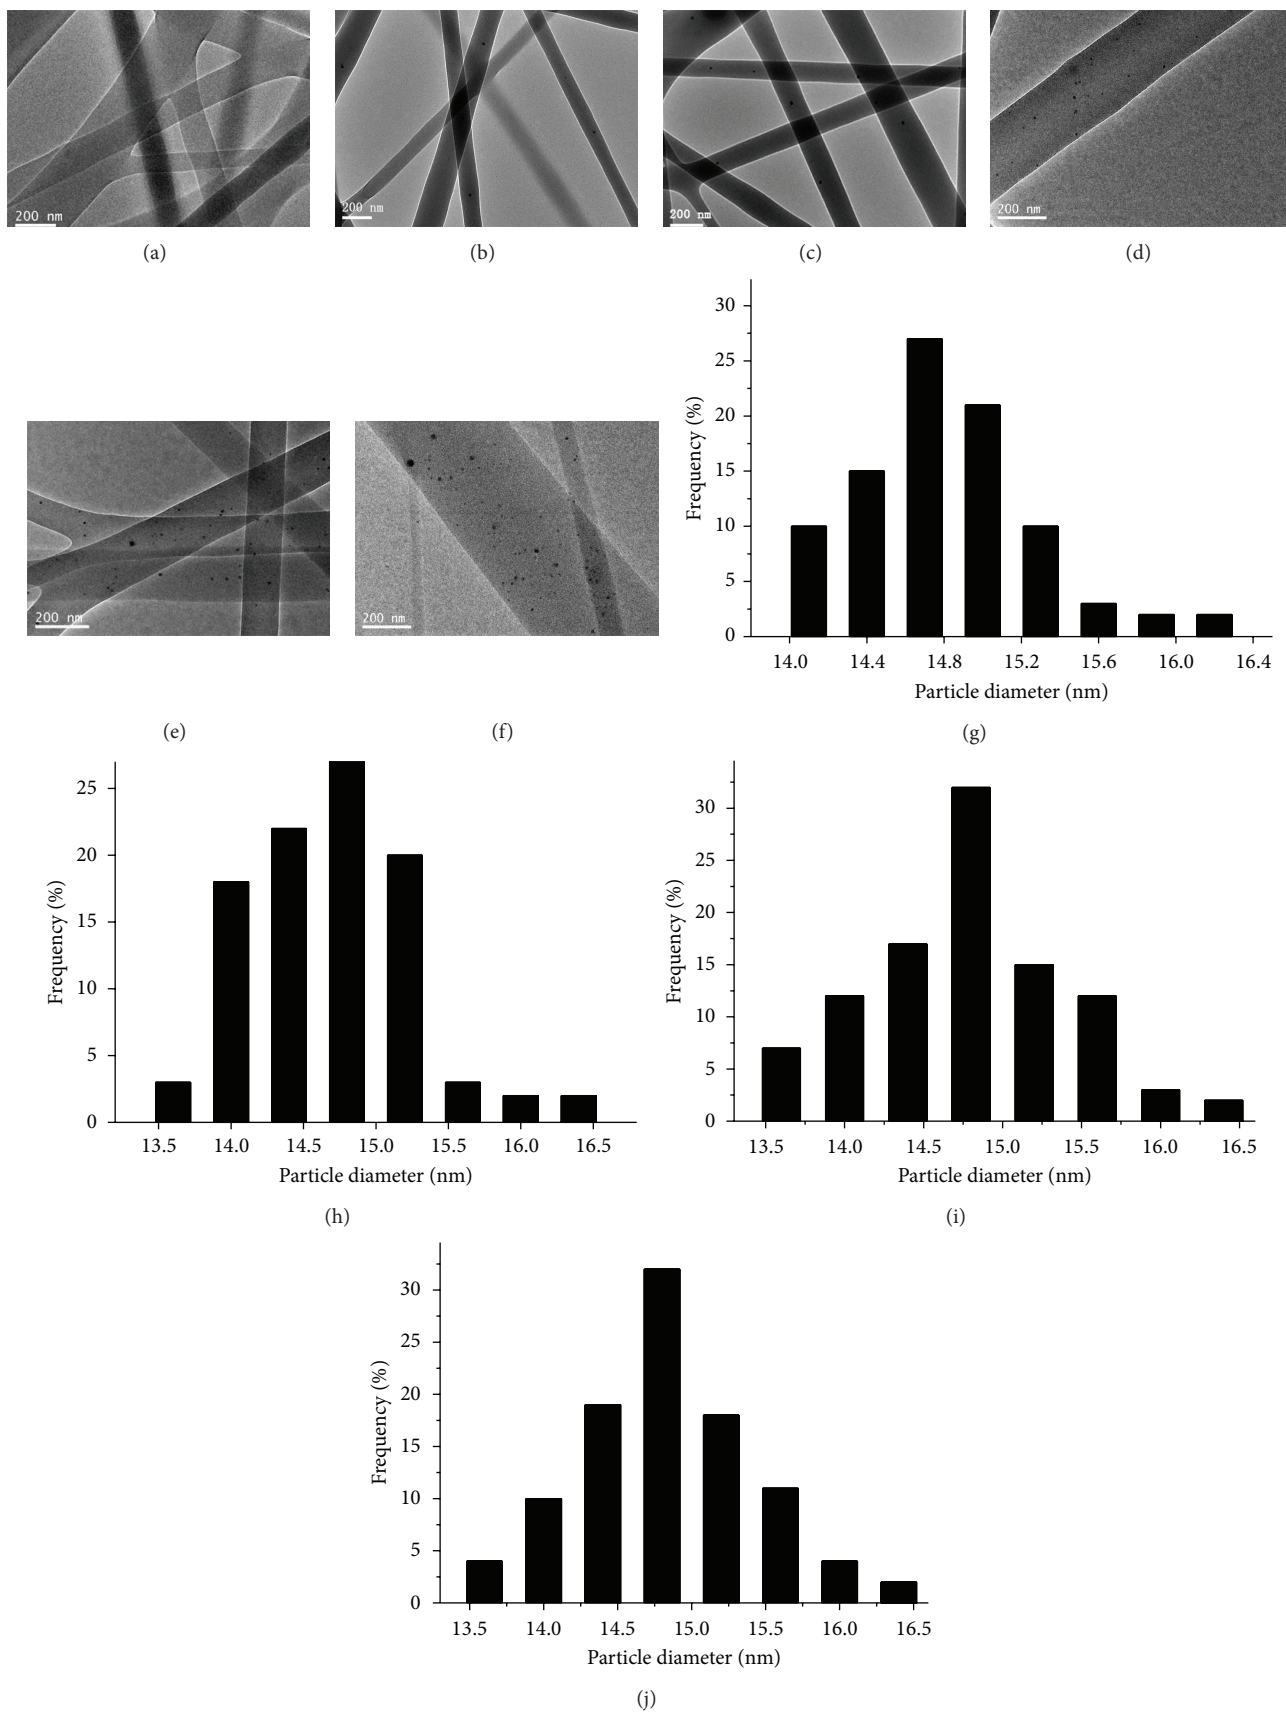 200 nm
200 nm
200 nm
200 nm
(a)
(b)
(c)
(d)
200 nm
200 nm
(e)
(f)
30
25
20
15
10
5
0
Frequency (%)
14.0 14.4 14.8 15.2 15.6 16.0 16.4
Particle diameter (nm)
(g)
25
20
15
10
5
0
Frequency (%)
13.5 14.0 14.5 15.0 15.5 16.0 16.5
Particle diameter (nm)
(h)
30
25
20
15
10
5
0
Frequency (%)
13.5 14.0 14.5 15.0 15.5 16.0 16.5
Particle diameter (nm)
(i)
30
25
20
15
10
5
0
Frequency (%)
13.5 14.0 14.5 15.0 15.5 16.0 16.5
Particle diameter (nm)
(j)